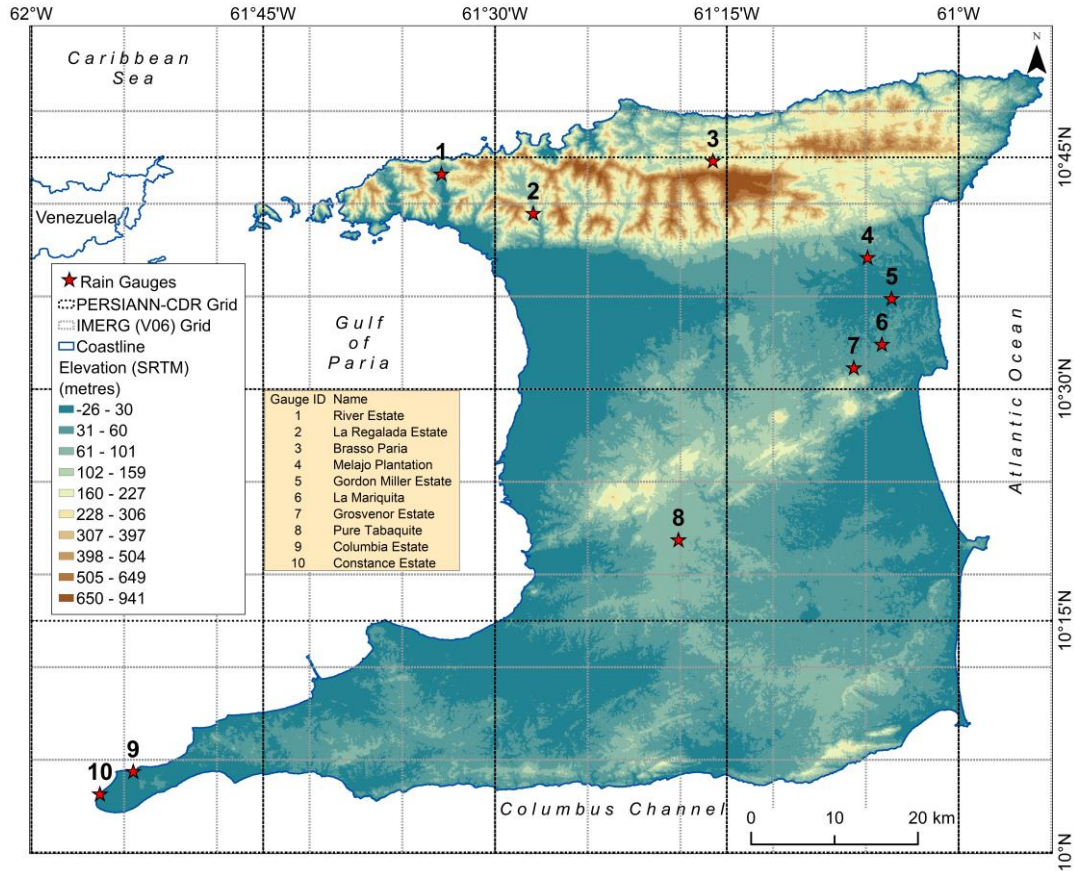 62°W
61°45'W
61°30'W
61°15'W
61°W
Caribbean
Sea
N
1
2
3
10°45'N
Venezuela
4
5
6
7
Rain Gauges
PERSIANN-CDR Grid
IMERG (V06) Grid
Coastline
Elevation (SRTM)
(metres)
-26 - 30
31 - 60
61 - 101
102 - 159
160 - 227
228 - 306
307 - 397
398 - 504
505 - 649
650 - 941
Gulf
of
Paria
Atlantic Ocean
10°30'N
Gauge ID Name
1 River Estate
2 La Regalada Estate
3 Brasso Paria
4 Melajo Plantation
5 Gordon Miller Estate
6 La Mariquita
7 Grosvenor Estate
8 Pure Tabaquite
9 Columbia Estate
10 Constance Estate
8
10°15'N
9
10
Columbus Channel
0 10 20 km
10°N